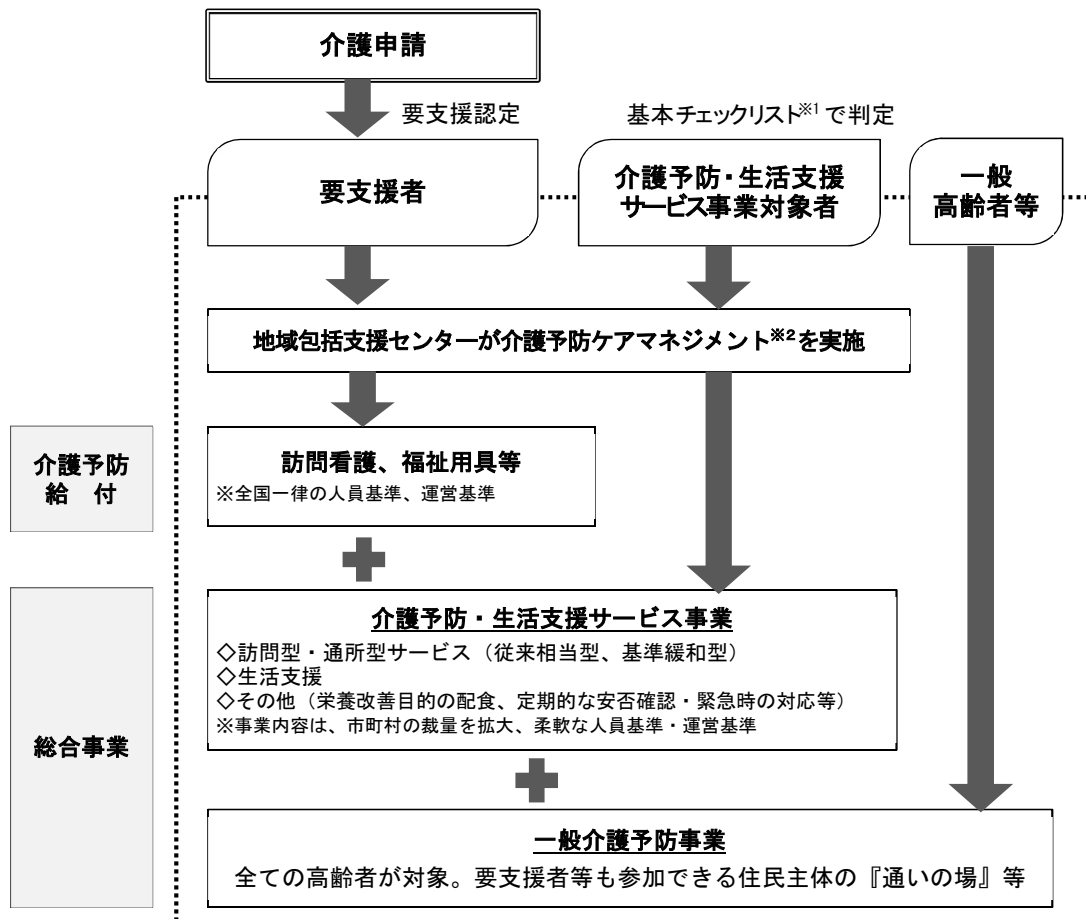 介護申請
要支援認定
基本チェックリスト※1で判定
要支援者
介護予防・生活支援
サービス事業対象者
一般
高齢者等
地域包括支援センターが介護予防ケアマネジメント※2を実施
介護予防
給 付
訪問看護、福祉用具等
※全国一律の人員基準、運営基準
総合事業
介護予防・生活支援サービス事業
◇訪問型・通所型サービス（従来相当型、基準緩和型）
◇生活支援
◇その他（栄養改善目的の配食、定期的な安否確認・緊急時の対応等）
※事業内容は、市町村の裁量を拡大、柔軟な人員基準・運営基準
一般介護予防事業
全ての高齢者が対象。要支援者等も参加できる住民主体の『通いの場』等